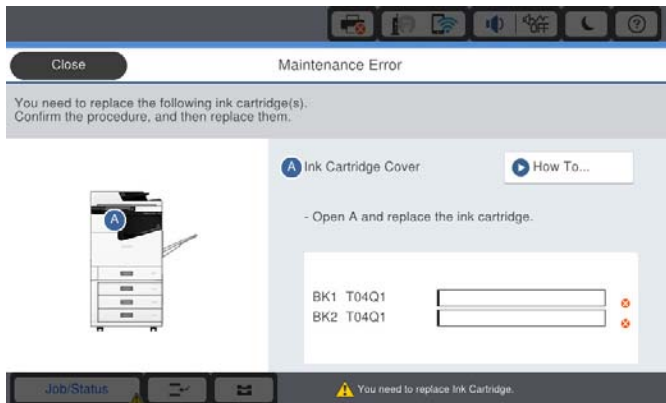 OFF
Close
Maintenance Error
You need to replace the following ink cartridge(s).
Confirm the procedure, and then replace them.
A
Ink Cartridge Cover
How To...
A
- Open A and replace the ink cartridge.
BK1 T04Q1
BK2 T04Q1
Job/Status
You need to replace Ink Cartridge.